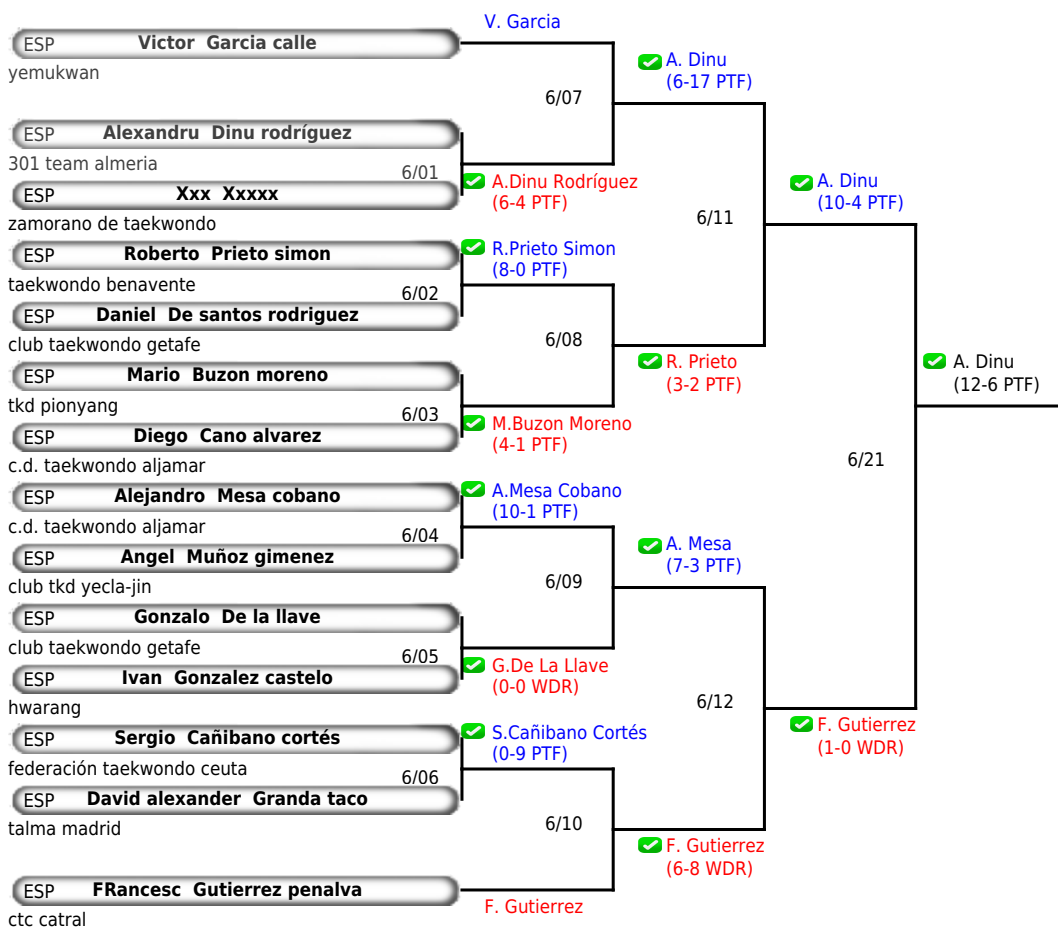 V. Garcia
ESP Victor Garcia calle
yemukwan
A. Dinu
(6-17 PTF)
6/07
ESP Alexandru Dinu rodríguez
301 team almeria
6/01
A.Dinu Rodríguez
(6-4 PTF)
ESP Xxx Xxxxx
zamorano de taekwondo
A. Dinu
(10-4 PTF)
6/11
ESP Roberto Prieto simon
taekwondo benavente
R.Prieto Simon
(8-0 PTF)
6/02
ESP Daniel De santos rodriguez
club taekwondo getafe
6/08
R. Prieto
(3-2 PTF)
A. Dinu
(12-6 PTF)
ESP Mario Buzon moreno
tkd pionyang
6/03
M.Buzon Moreno
(4-1 PTF)
ESP Diego Cano alvarez
c.d. taekwondo aljamar
6/21
ESP Alejandro Mesa cobano
c.d. taekwondo aljamar
A.Mesa Cobano
(10-1 PTF)
6/04
ESP Angel Muñoz gimenez
club tkd yecla-jin
A. Mesa
(7-3 PTF)
6/09
ESP Gonzalo De la llave
club taekwondo getafe
6/05
G.De La Llave
(0-0 WDR)
ESP Ivan Gonzalez castelo
hwarang
6/12
F. Gutierrez
(1-0 WDR)
ESP Sergio Cañibano cortés
federación taekwondo ceuta
S.Cañibano Cortés
(0-9 PTF)
6/06
ESP David alexander Granda taco
talma madrid
6/10
F. Gutierrez
(6-8 WDR)
ESP FRancesc Gutierrez penalva
ctc catral
F. Gutierrez